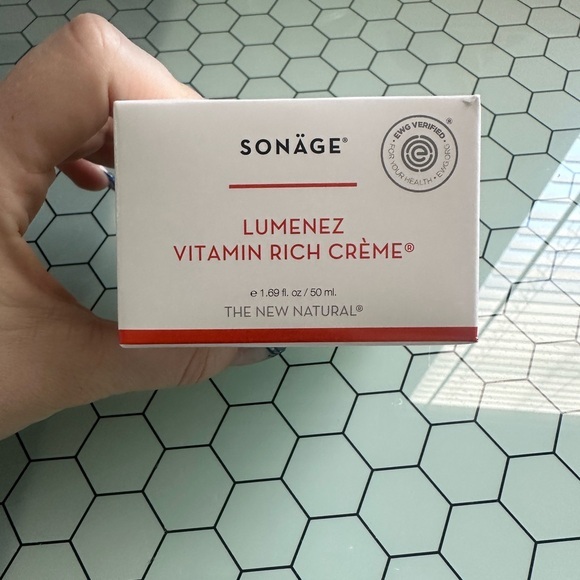 SONÄGE®
EWG VERIFIED
®
• FOR YOUR HEALTH • EWG.ORG
LUMENEZ
VITAMIN RICH CRÈME®
e 1.69 fl. oz / 50 ml.
THE NEW NATURAL®